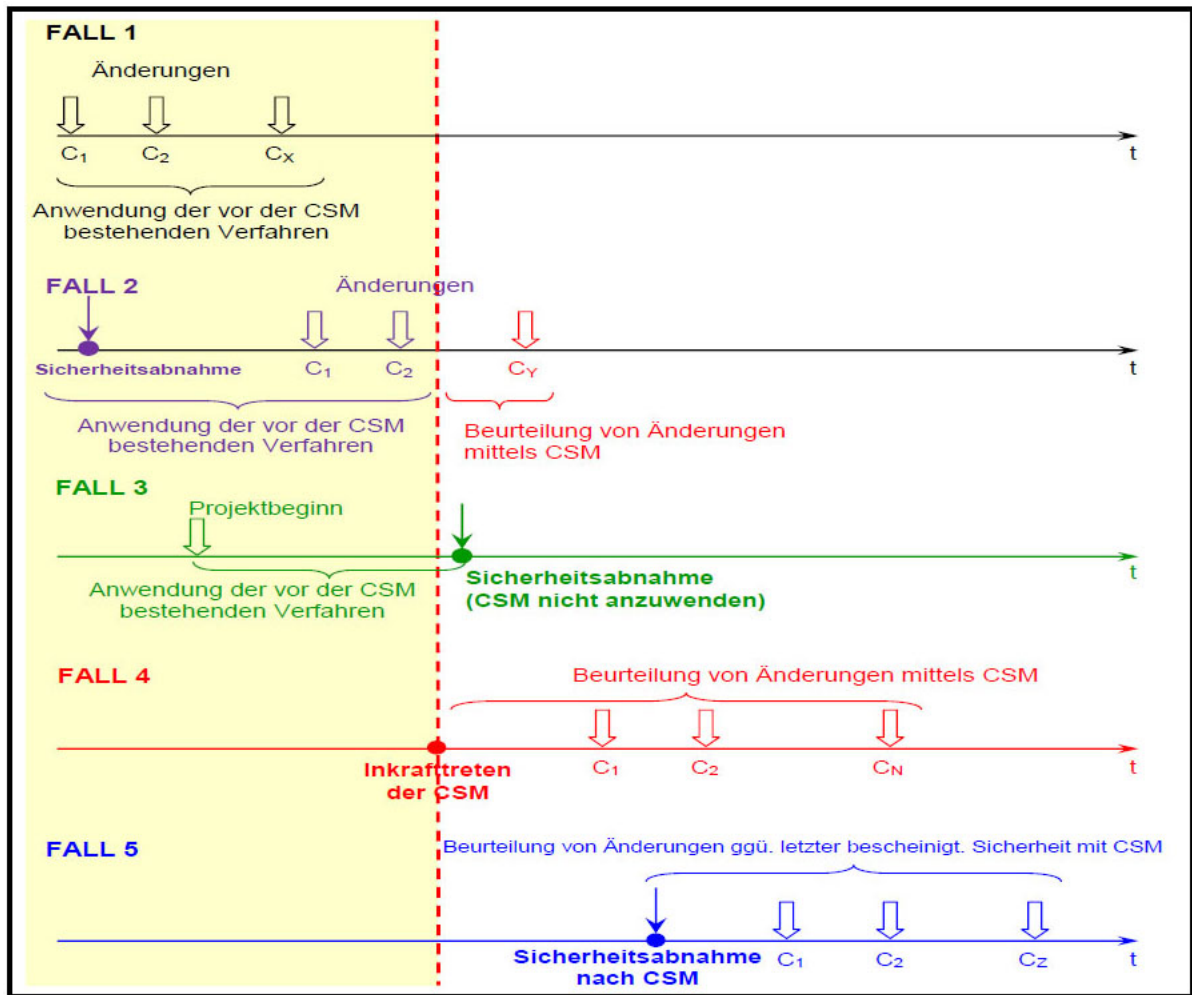 FALL 1
Änderungen
C₁ C₂ Cₓ t
Anwendung der vor der CSM
bestehenden Verfahren
FALL 2 Änderungen
Sicherheitsabnahme C₁ C₂ C_Y t
Anwendung der vor der CSM
bestehenden Verfahren
Beurteilung von Änderungen
mittels CSM
FALL 3
Projektbeginn
t
Anwendung der vor der CSM
bestehenden Verfahren
Sicherheitsabnahme
(CSM nicht anzuwenden)
FALL 4
Beurteilung von Änderungen mittels CSM
Inkrafttreten
der CSM
C₁ C₂ C_N t
FALL 5
Beurteilung von Änderungen ggü. letzter bescheinigt. Sicherheit mit CSM
Sicherheitsabnahme
nach CSM
C₁ C₂ C_Z t